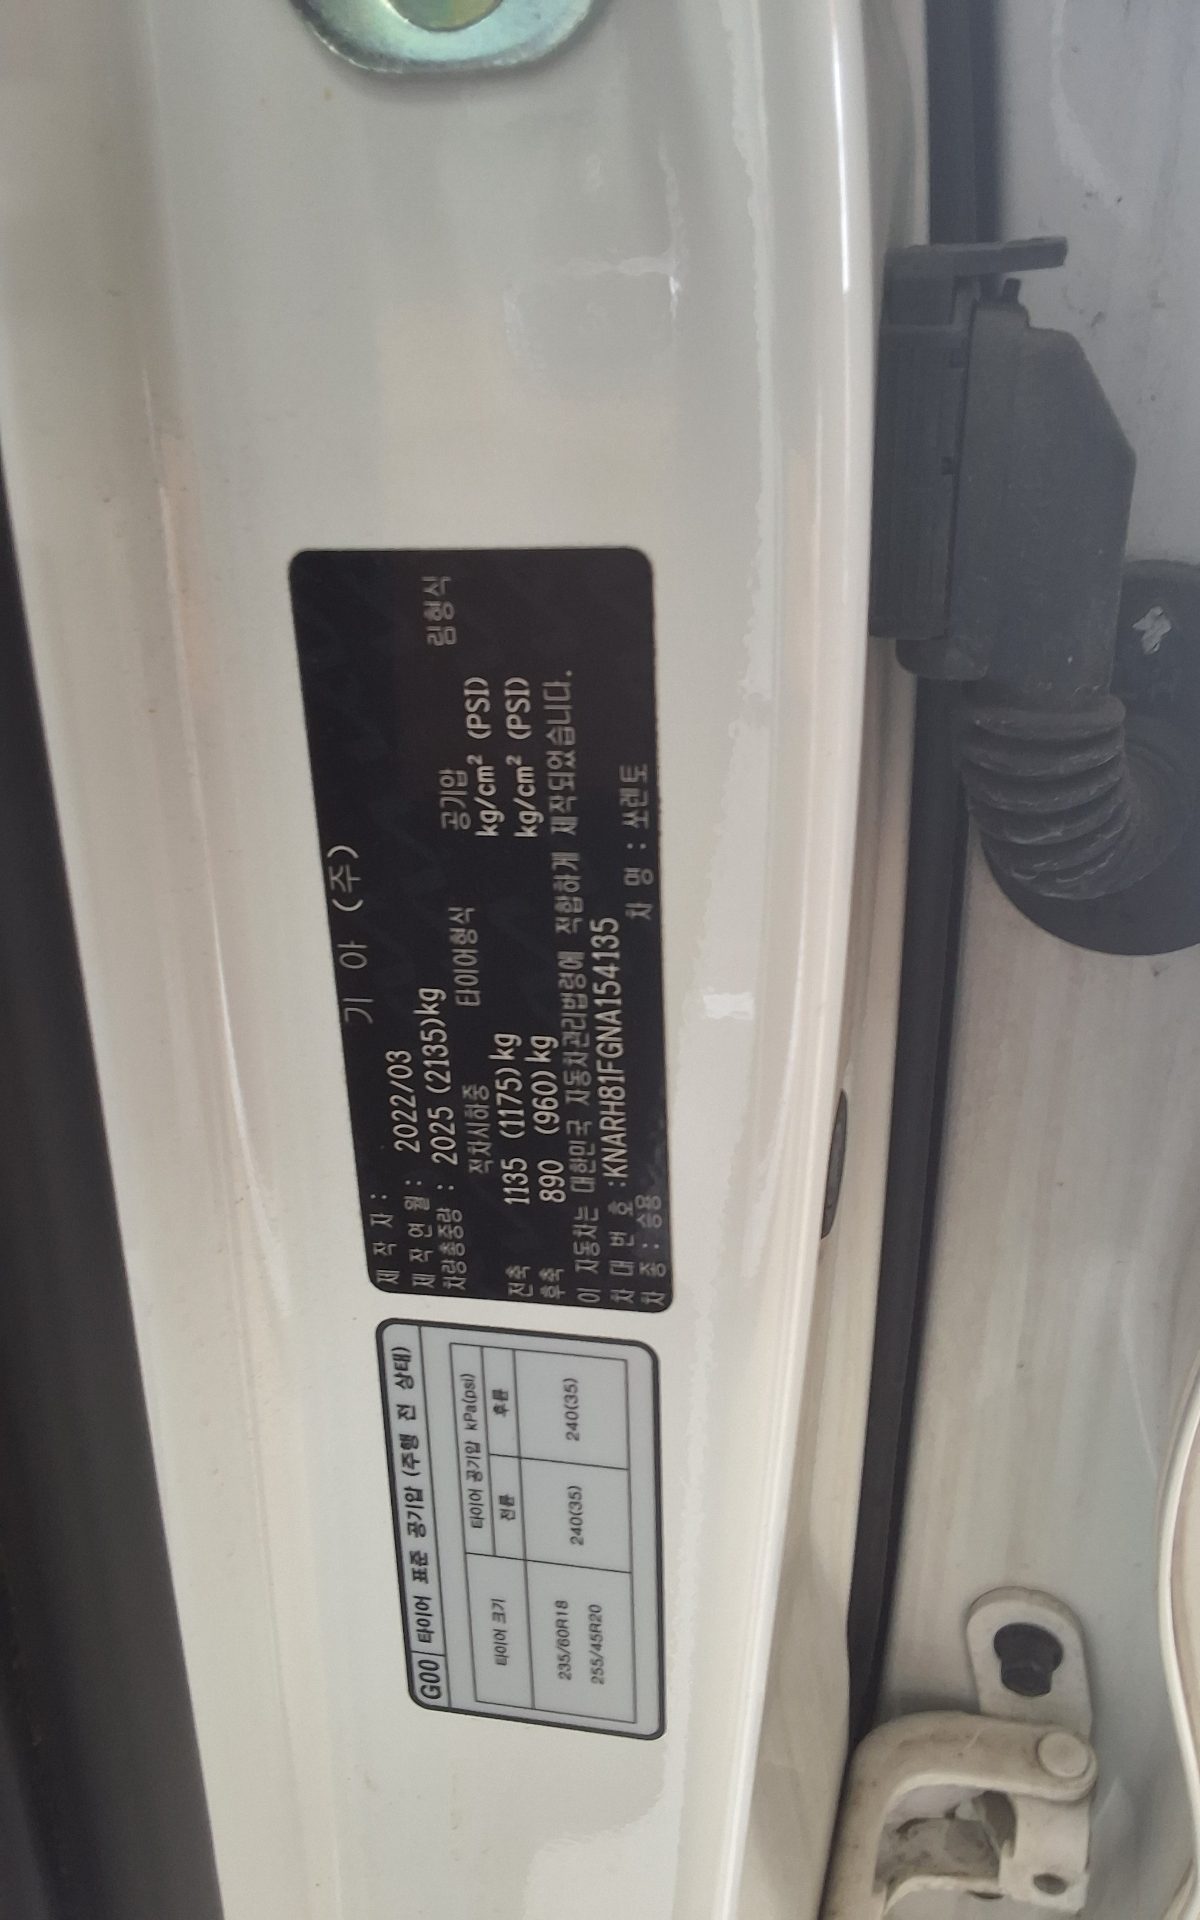 제 작 자 : 기 아 (주)
제 작 연 월 : 2022/03
차량총중량 : 2025 (2135)kg
적차시하중 타이어형식 공기압 림형식
전축 1135 (1175)kg kg/cm² (PSI)
후축 890 (960)kg kg/cm² (PSI)
이 자동차는 대한민국 자동차관리법령에 적합하게 제작되었습니다.
차 대 번 호 :KNARH81FGNA154135
차 종 : 승용 차 명 : 쏘렌토
G00 타이어 표준 공기압 (주행 전 상태)
타이어 크기 타이어 공기압 kPa(psi)
전륜 후륜
235/60R18 240(35) 240(35)
255/45R20